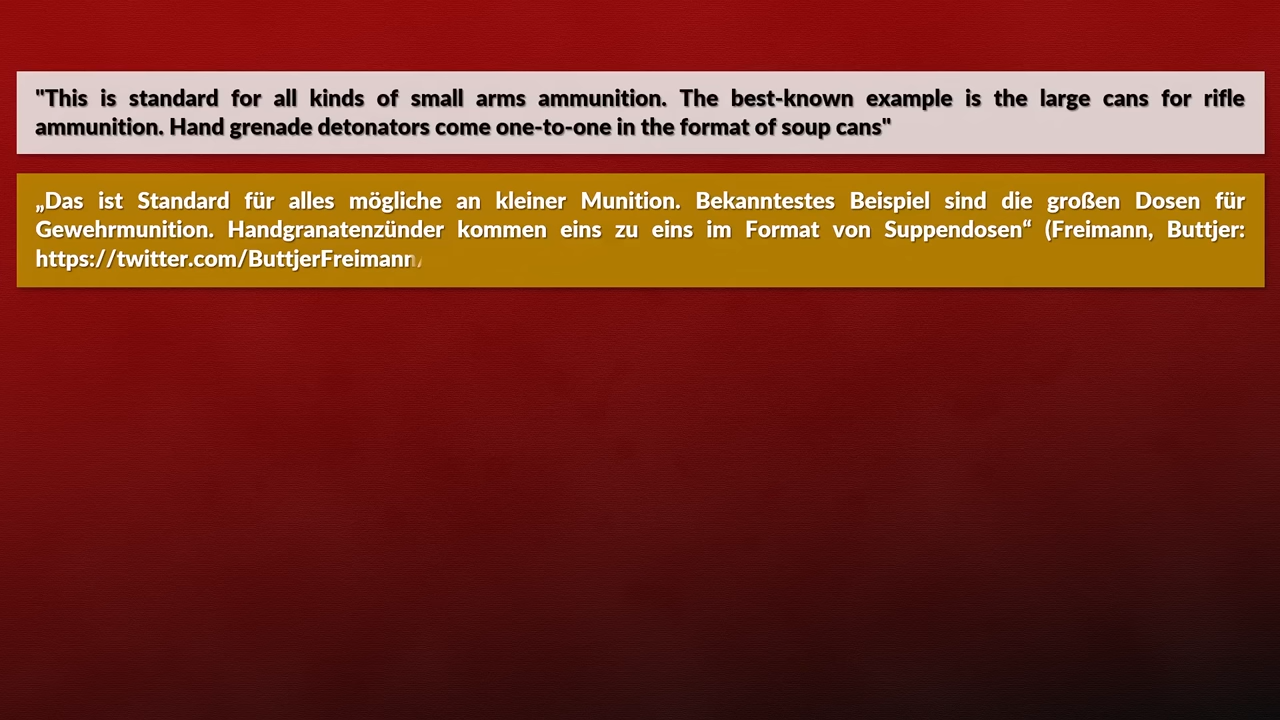 "This is standard for all kinds of small arms ammunition. The best-known example is the large cans for rifle
ammunition. Hand grenade detonators come one-to-one in the format of soup cans"
„Das ist Standard für alles mögliche an kleiner Munition. Bekanntestes Beispiel sind die großen Dosen für
Gewehrmunition. Handgranatenzünder kommen eins zu eins im Format von Suppendosen“ (Freimann, Buttjer:
https://twitter.com/ButtjerFreimann/